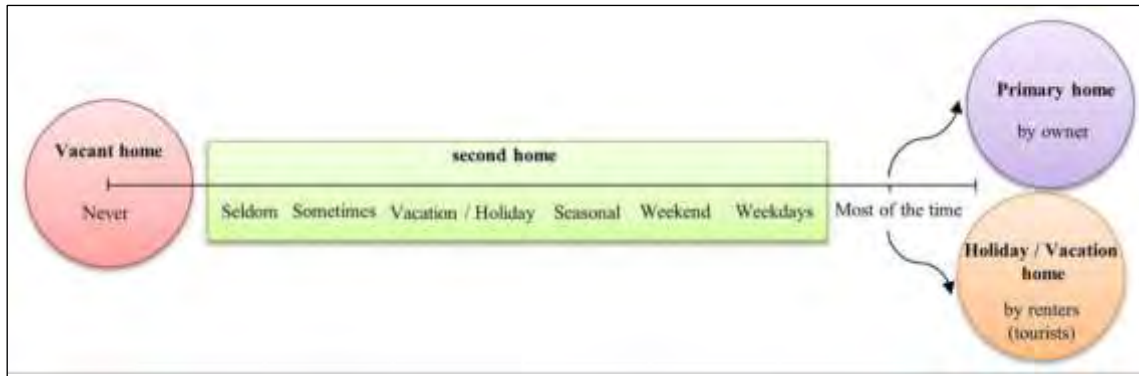 Vacant home
Never
second home
Seldom Sometimes Vacation / Holiday Seasonal Weekend Weekdays
Most of the time
Primary home
by owner
Holiday / Vacation
home
by renters
(tourists)